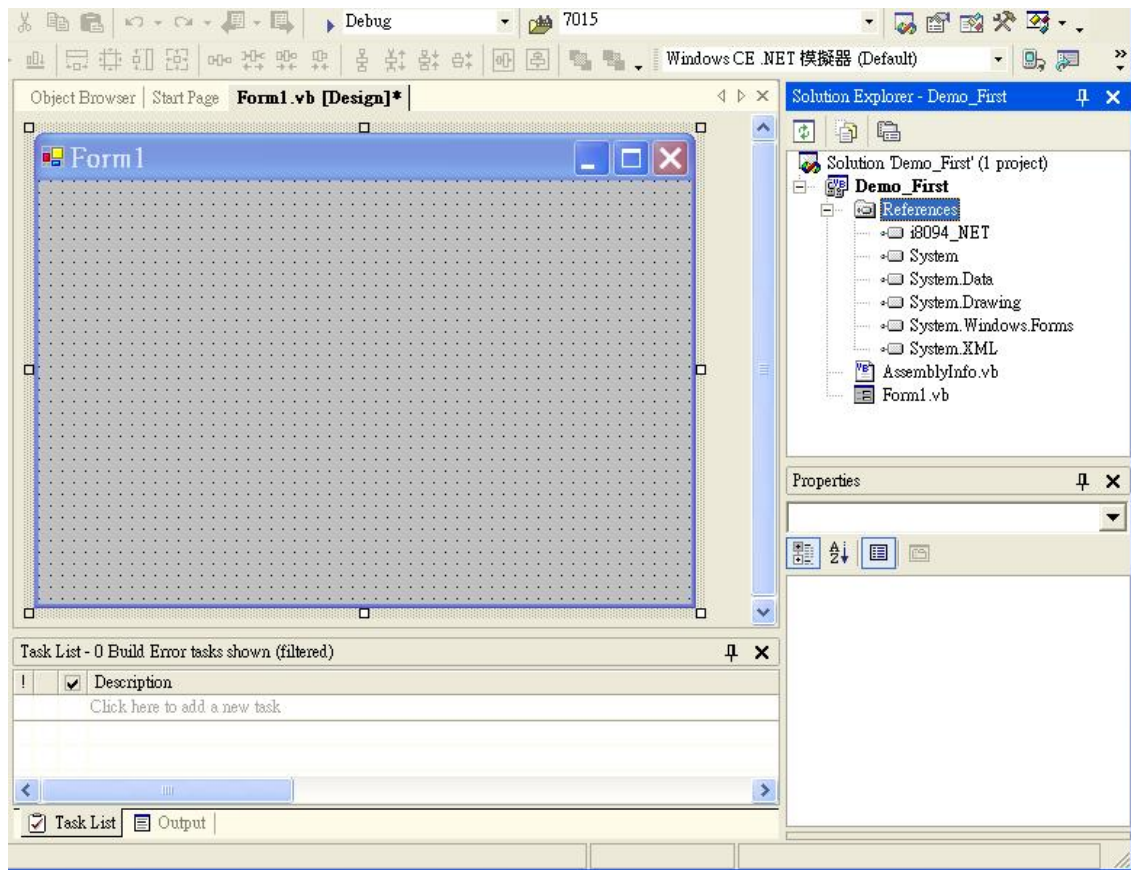 Debug
7015
Windows CE .NET 模擬器 (Default)
Object Browser
Start Page
Form1.vb [Design]*
Form1
Task List - 0 Build Error tasks shown (filtered)
! Description
Click here to add a new task
Task List
Output
Solution Explorer - Demo_First
Solution 'Demo_First' (1 project)
Demo_First
References
i8094_NET
System
System.Data
System.Drawing
System.Windows.Forms
System.XML
AssemblyInfo.vb
Form1.vb
Properties